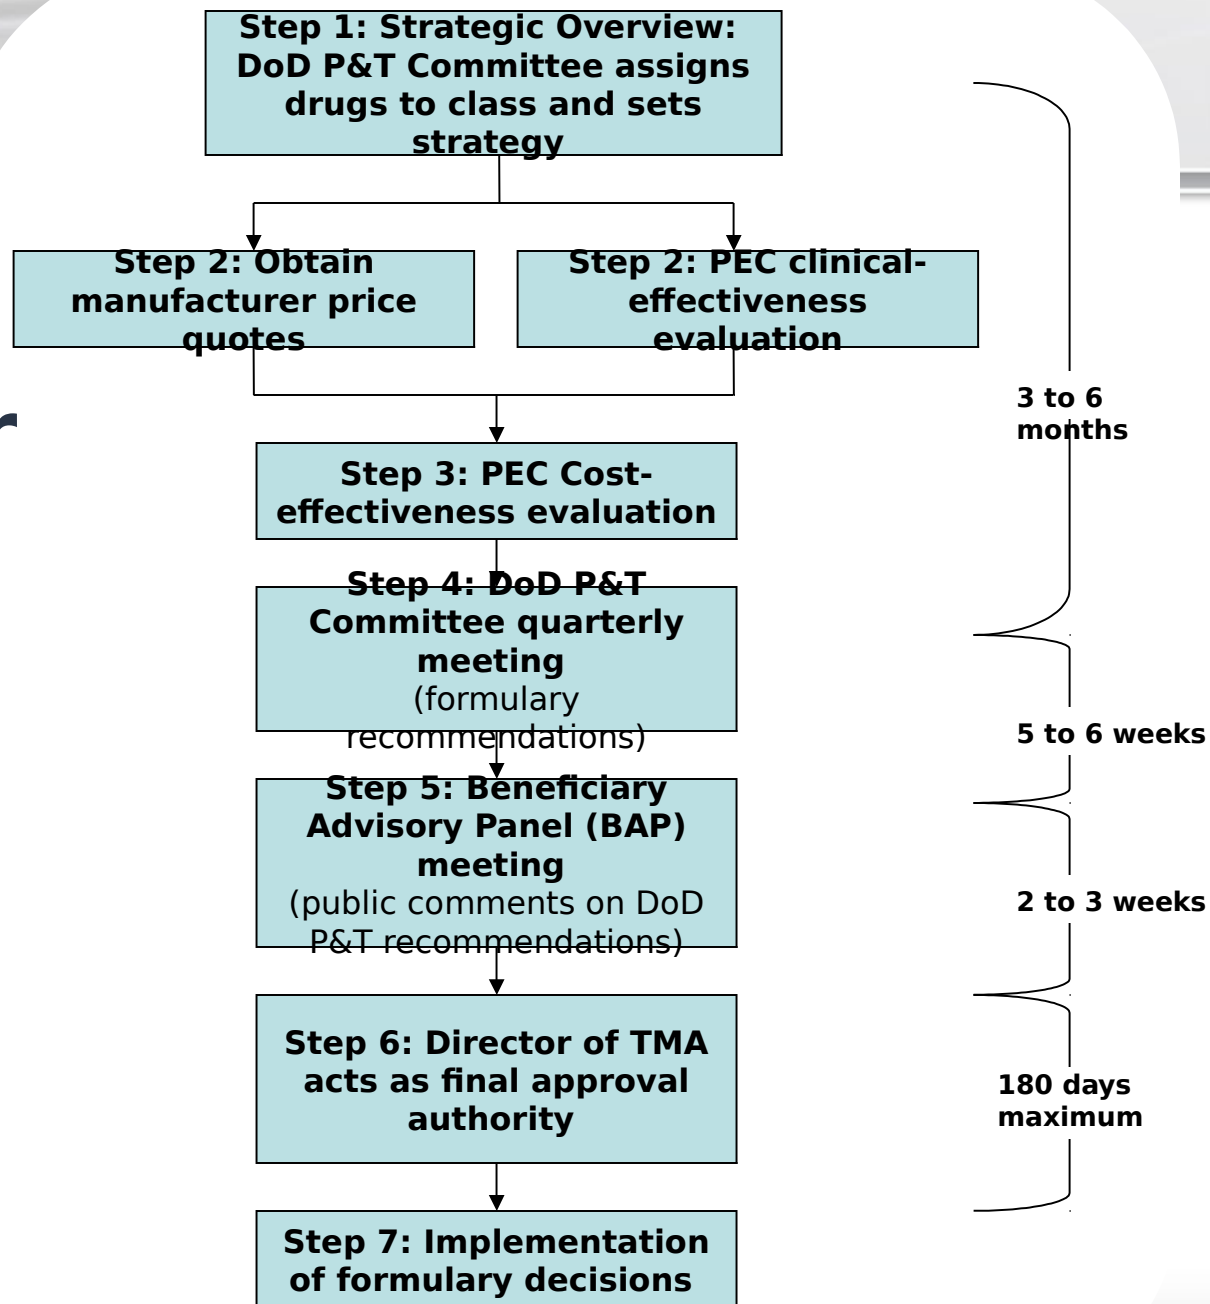 Step 1: Strategic Overview:
DoD P&T Committee assigns
drugs to class and sets
strategy
Step 2: Obtain
manufacturer price
quotes
Step 2: PEC clinical-
effectiveness
evaluation
3 to 6
months
Step 3: PEC Cost-
effectiveness evaluation
Step 4: DoD P&T
Committee quarterly
meeting
(formulary
recommendations)
5 to 6 weeks
Step 5: Beneficiary
Advisory Panel (BAP)
meeting
(public comments on DoD
P&T recommendations)
2 to 3 weeks
Step 6: Director of TMA
acts as final approval
authority
180 days
maximum
Step 7: Implementation
of formulary decisions